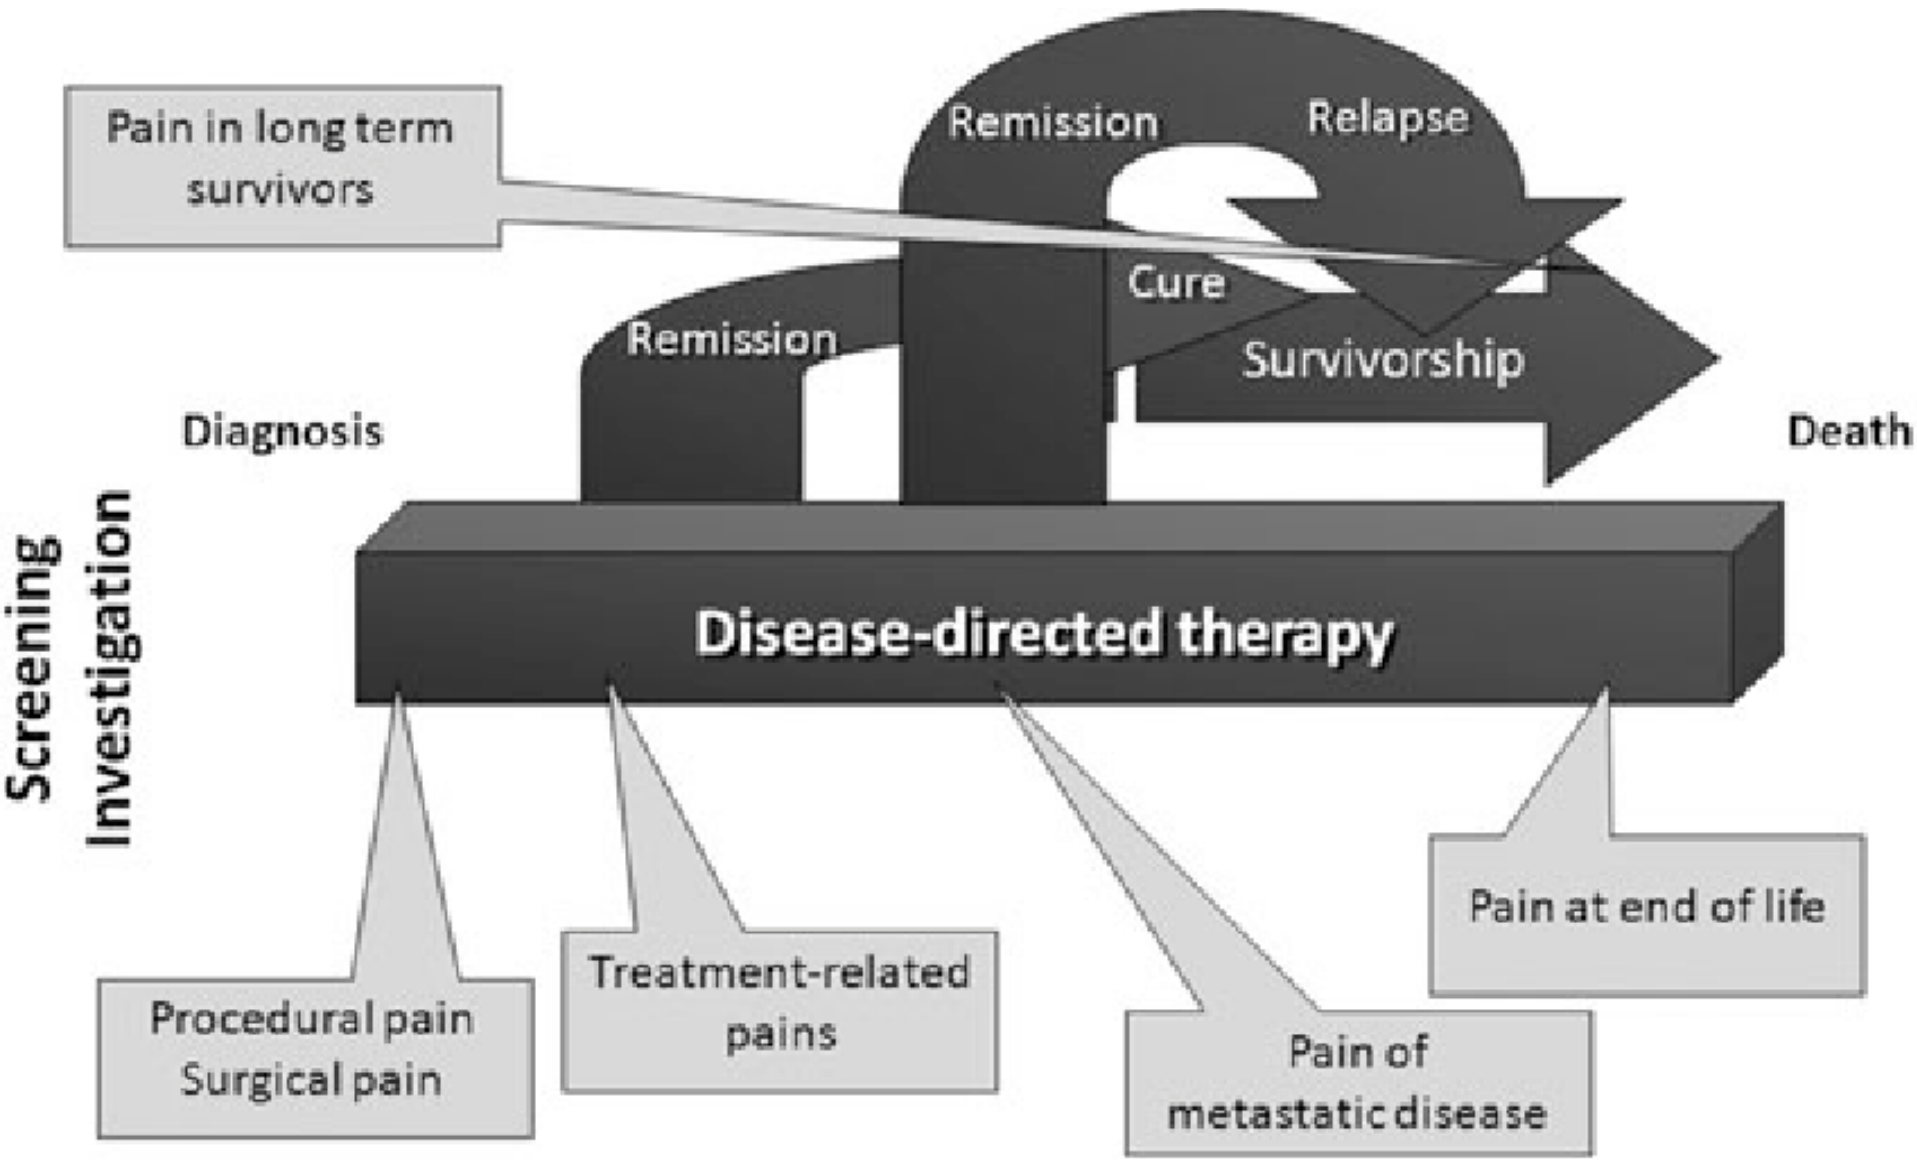 Pain in long term
survivors
Remission
Relapse
Cure
Remission
Survivorship
Diagnosis
Death
Screening
Investigation
Disease-directed therapy
Procedural pain
Surgical pain
Treatment-related
pains
Pain of
metastatic disease
Pain at end of life